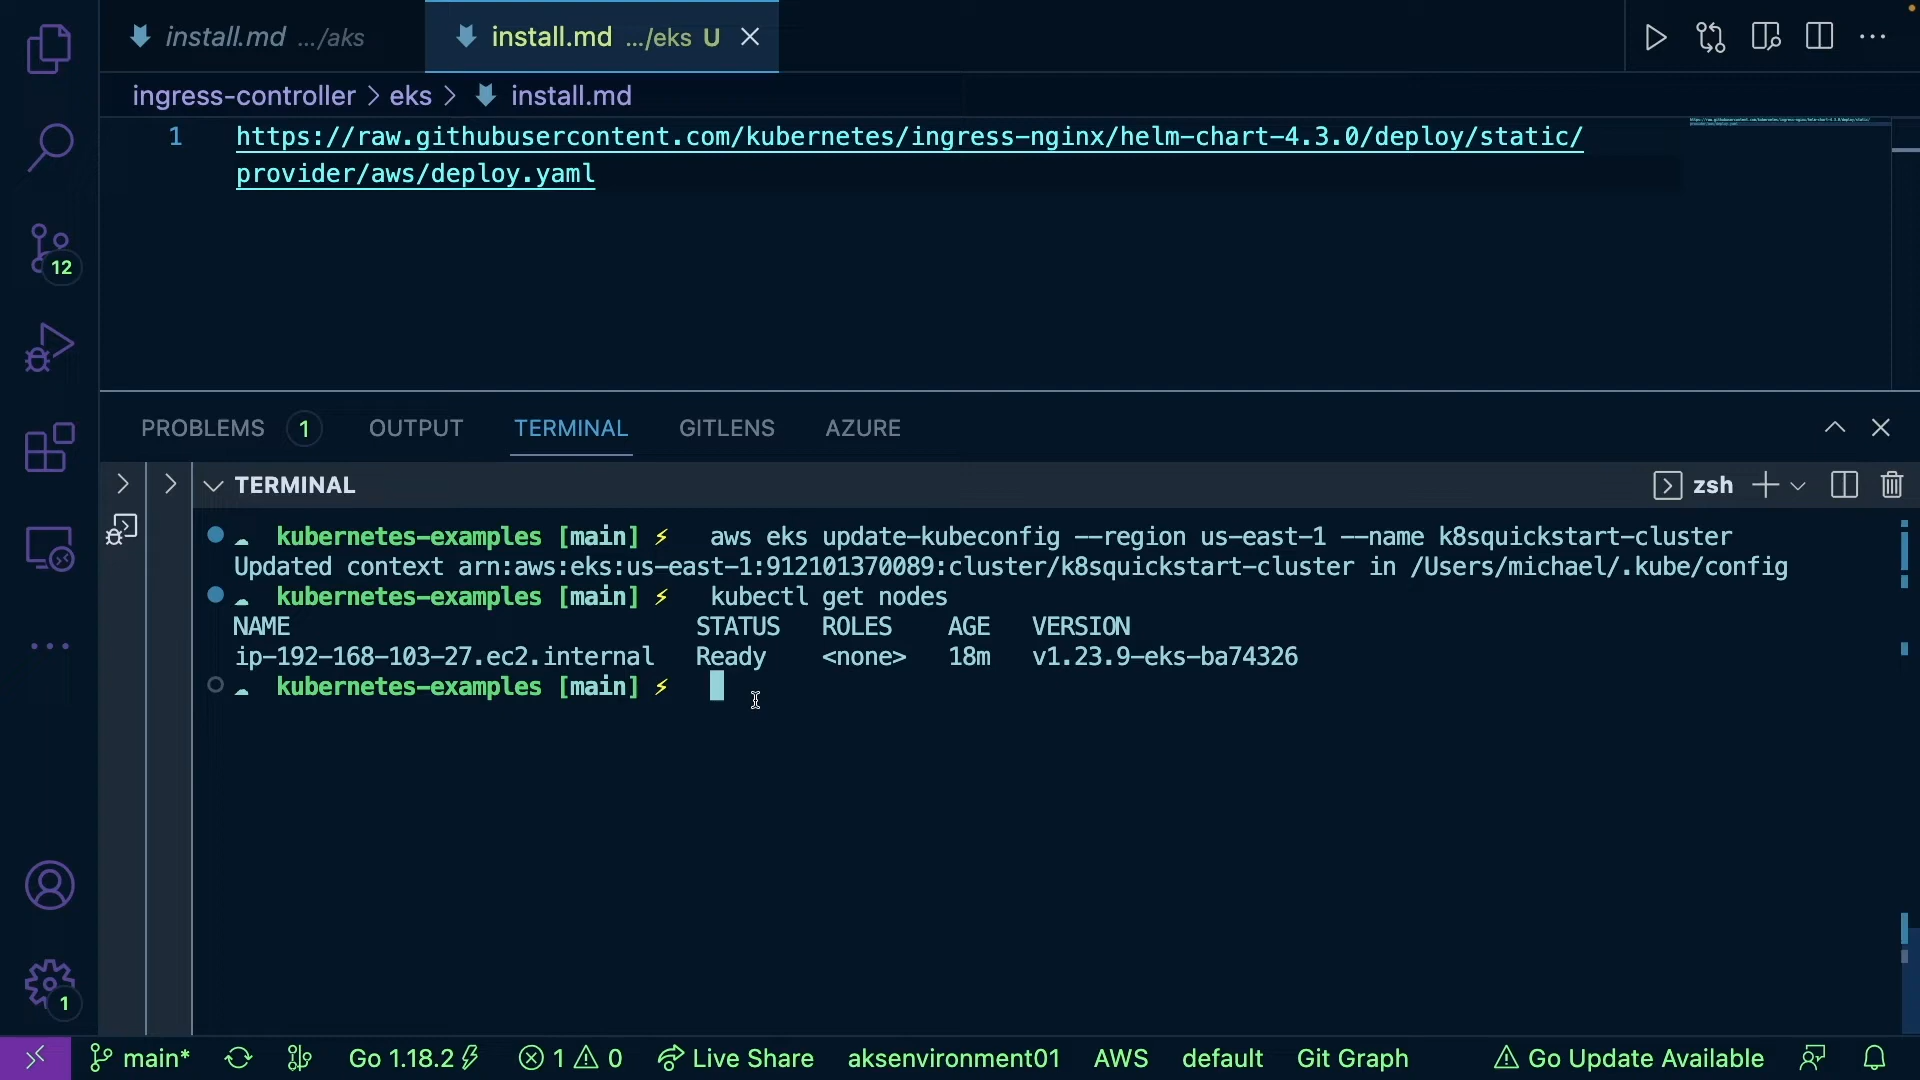 install.md .../aks
install.md .../eks U
ingress-controller > eks > install.md
1 https://raw.githubusercontent.com/kubernetes/ingress-nginx/helm-chart-4.3.0/deploy/static/
provider/aws/deploy.yaml
12
PROBLEMS 1 OUTPUT TERMINAL GITLENS AZURE
TERMINAL
zsh
kubernetes-examples [main] ⚡ aws eks update-kubeconfig --region us-east-1 --name k8squickstart-cluster
Updated context arn:aws:eks:us-east-1:912101370089:cluster/k8squickstart-cluster in /Users/michael/.kube/config
kubernetes-examples [main] ⚡ kubectl get nodes
NAME STATUS ROLES AGE VERSION
ip-192-168-103-27.ec2.internal Ready <none> 18m v1.23.9-eks-ba74326
kubernetes-examples [main] ⚡
1
main* Go 1.18.2 1 0 Live Share aksenvironment01 AWS default Git Graph Go Update Available